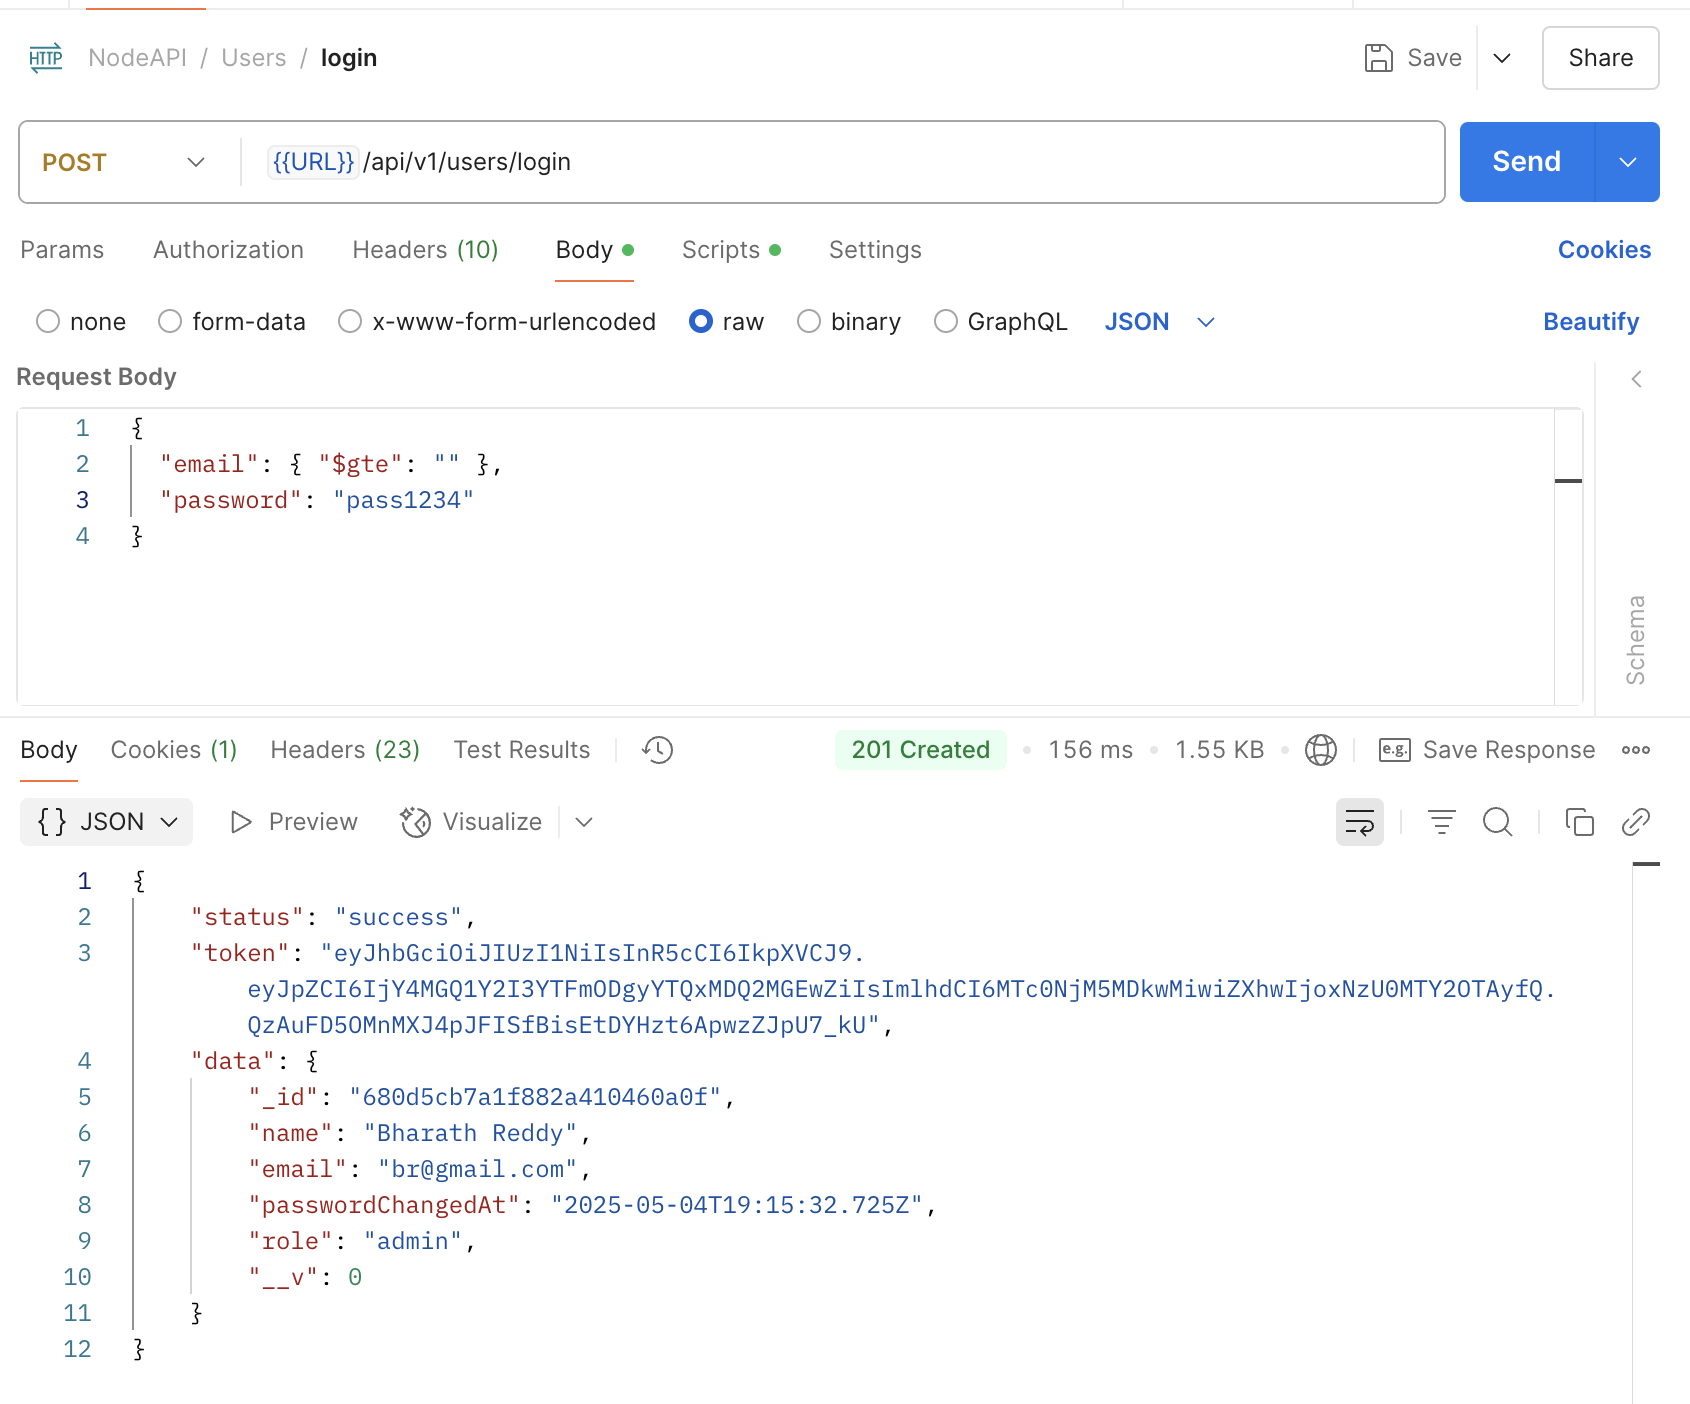 HTTP NodeAPI / Users / login Save Share
POST {{URL}}/api/v1/users/login Send
Params Authorization Headers (10) Body Scripts Settings Cookies
none form-data x-www-form-urlencoded raw binary GraphQL JSON Beautify
Request Body
1 {
2 "email": { "$gte": "" },
3 "password": "pass1234"
4 }
Schema
Body Cookies (1) Headers (23) Test Results 201 Created 156 ms 1.55 KB e.g. Save Response
{} JSON Preview Visualize
1 {
2 "status": "success",
3 "token": "eyJhbGciOiJIUzI1NiIsInR5cCI6IkpXVCJ9.
eyJpZCI6IjY4MGQ1Y2I3YTFmODgyYTQxMDQ2MGEwZiIsImlhdCI6MTc0NjM5MDkwMiwiZXhwIjoxNzU0MTY2OTAyfQ.
QzAuFD5OMnMXJ4pJFISfBisEtDYHzt6ApwzZJpU7_kU",
4 "data": {
5 "_id": "680d5cb7a1f882a410460a0f",
6 "name": "Bharath Reddy",
7 "email": "br@gmail.com",
8 "passwordChangedAt": "2025-05-04T19:15:32.725Z",
9 "role": "admin",
10 "__v": 0
11 }
12 }